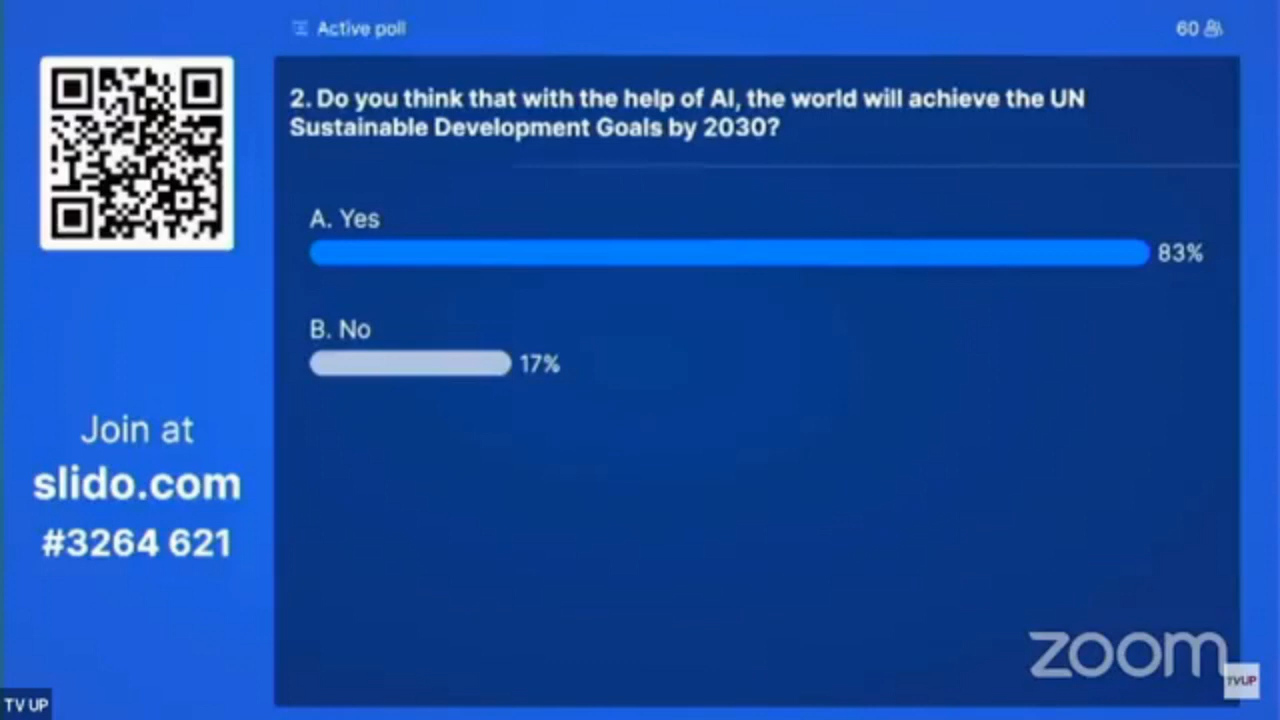 Active poll
60
2. Do you think that with the help of AI, the world will achieve the UN
Sustainable Development Goals by 2030?
A. Yes
83%
B. No
17%
Join at
slido.com
#3264 621
zoom
TVUP
TV UP